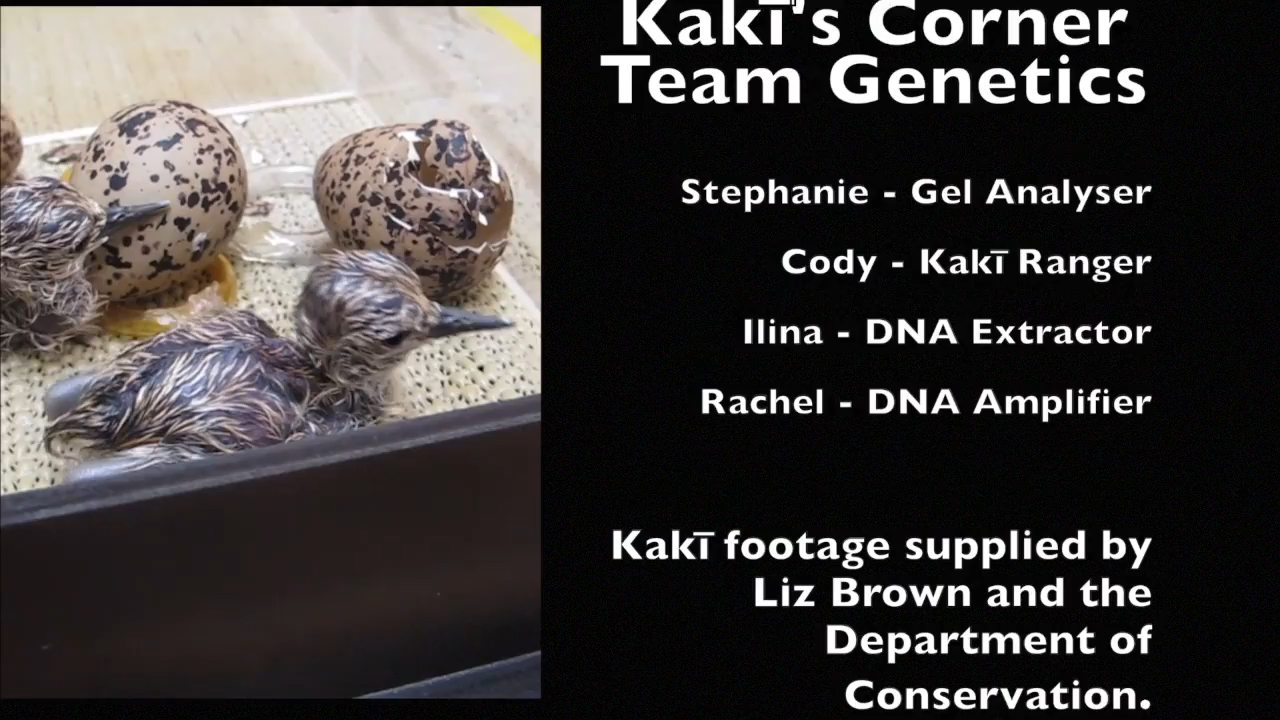 Kakī's Corner
Team Genetics
Stephanie - Gel Analyser
Cody - Kakī Ranger
Ilina - DNA Extractor
Rachel - DNA Amplifier
Kakī footage supplied by
Liz Brown and the
Department of
Conservation.